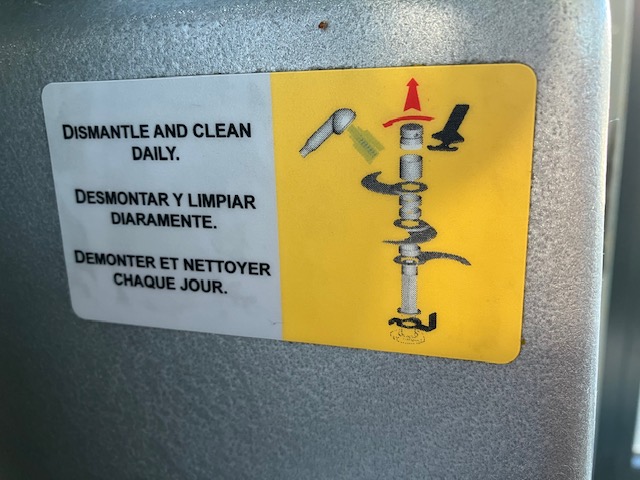 DISMANTLE AND CLEAN
DAILY.
DESMONTAR Y LIMPIAR
DIARAMENTE.
DEMONTER ET NETTOYER
CHAQUE JOUR.